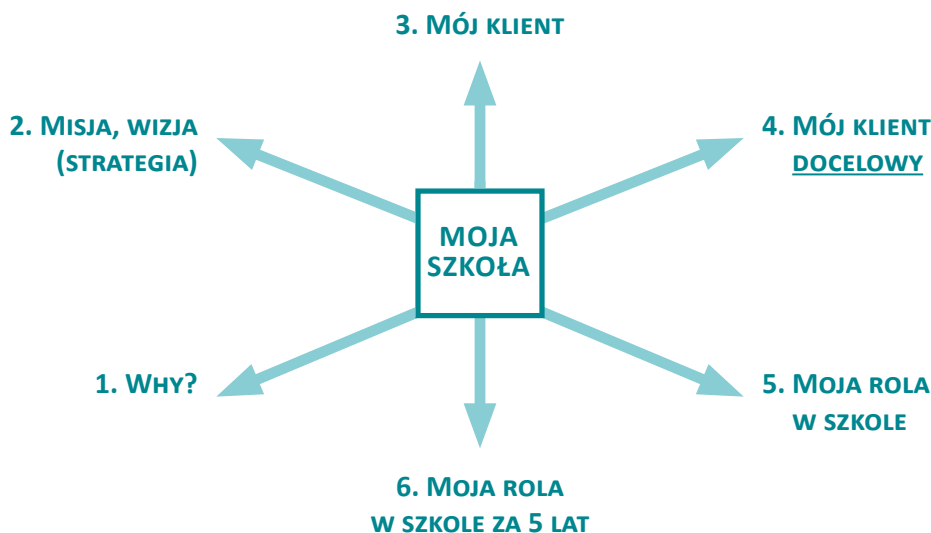 3. Mój klient
2. Misja, wizja
(strategia)
4. Mój klient
docelowy
MOJA
SZKOŁA
1. Why?
5. Moja rola
w szkole
6. Moja rola
w szkole za 5 lat